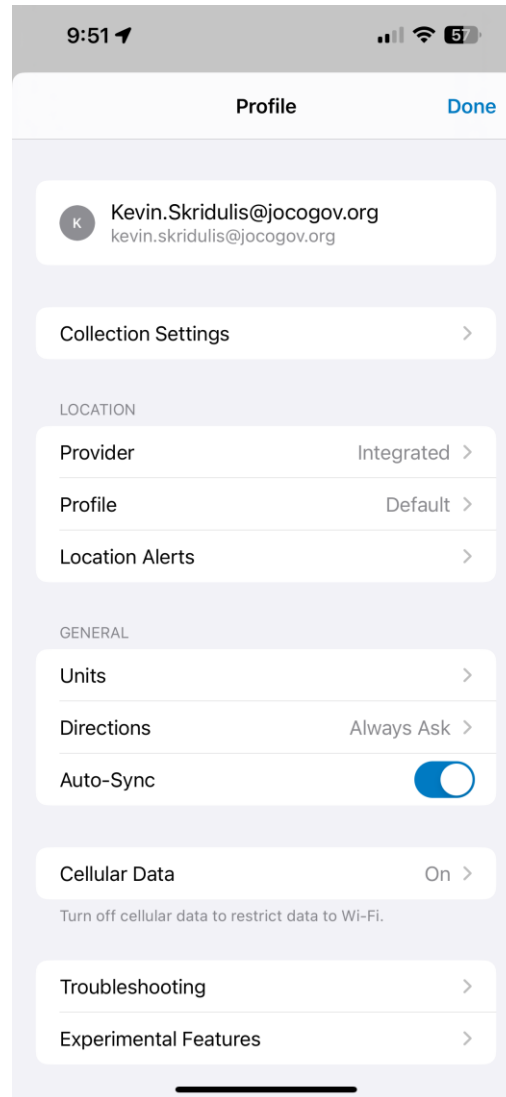 9:51
57
Profile
Done
K
Kevin.Skridulis@jocogov.org
kevin.skridulis@jocogov.org
Collection Settings
LOCATION
Provider
Integrated
Profile
Default
Location Alerts
GENERAL
Units
Directions
Always Ask
Auto-Sync
Cellular Data
On
Turn off cellular data to restrict data to Wi-Fi.
Troubleshooting
Experimental Features